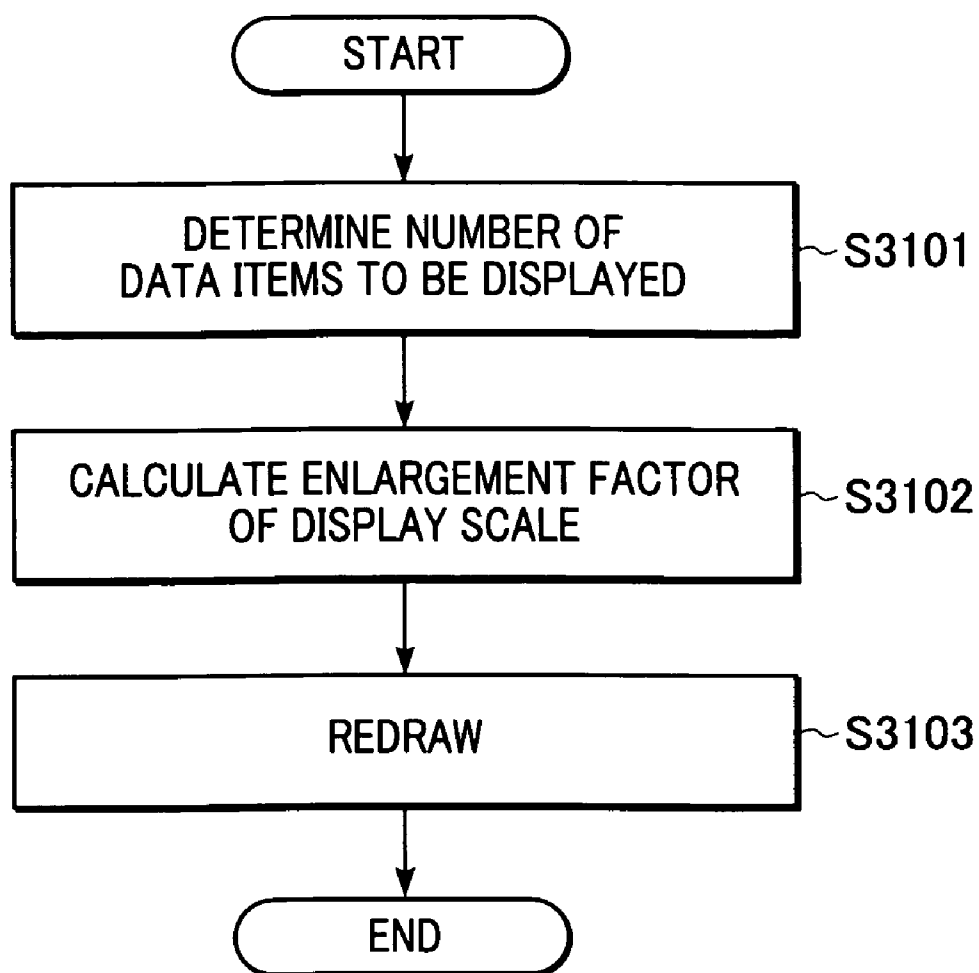 START
DETERMINE NUMBER OF
DATA ITEMS TO BE DISPLAYED
S3101
CALCULATE ENLARGEMENT FACTOR
OF DISPLAY SCALE
S3102
REDRAW
S3103
END